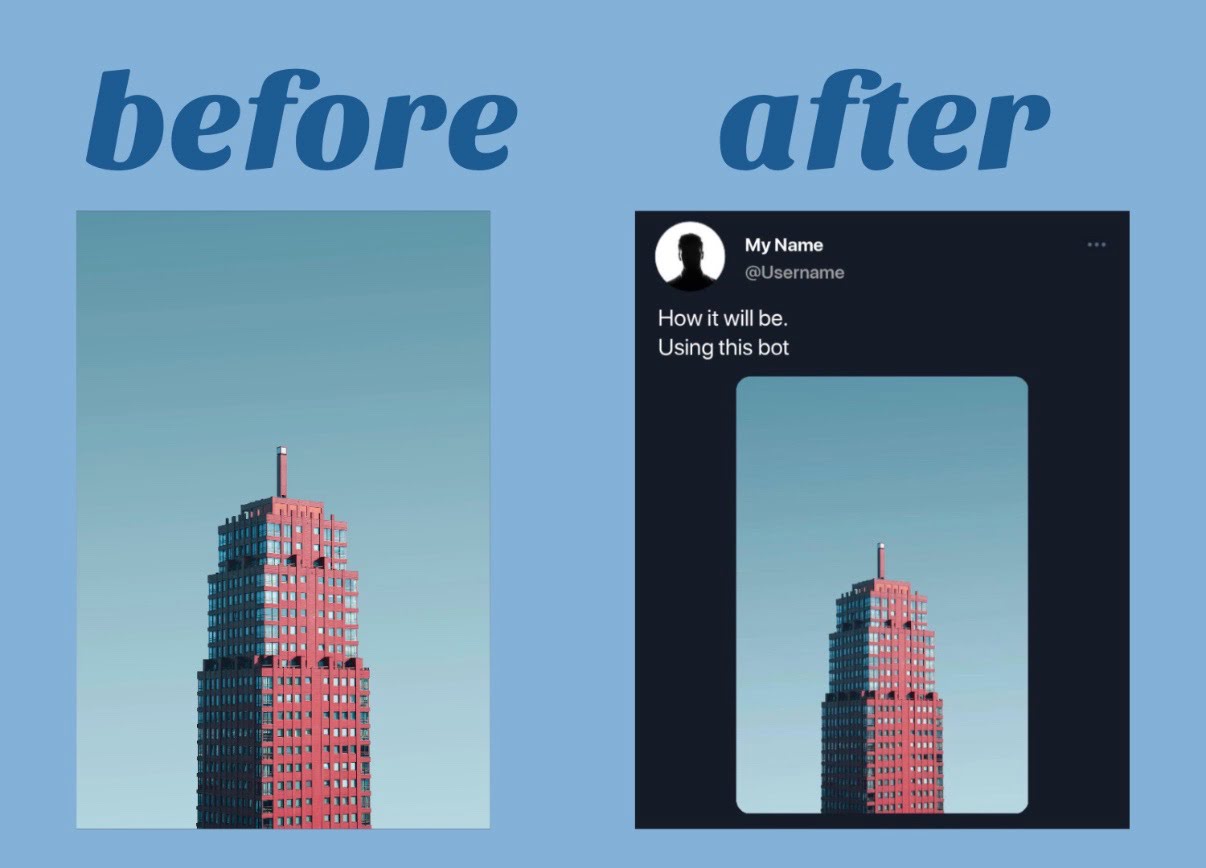 before
after
My Name
@Username
How it will be.
Using this bot